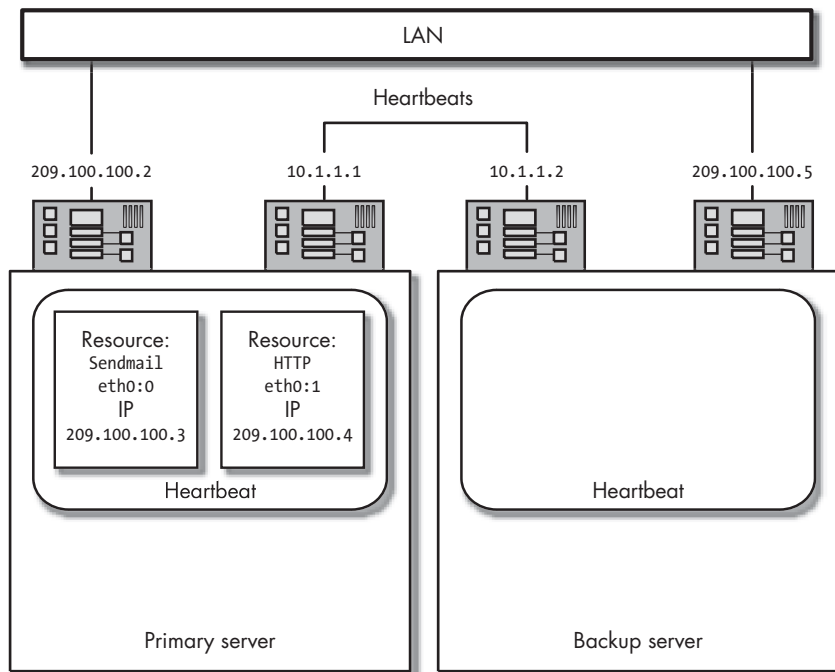 LAN
Heartbeats
209.100.100.2
10.1.1.1
10.1.1.2
209.100.100.5
Resource:
Sendmail
eth0:0
IP
209.100.100.3
Resource:
HTTP
eth0:1
IP
209.100.100.4
Heartbeat
Heartbeat
Primary server
Backup server